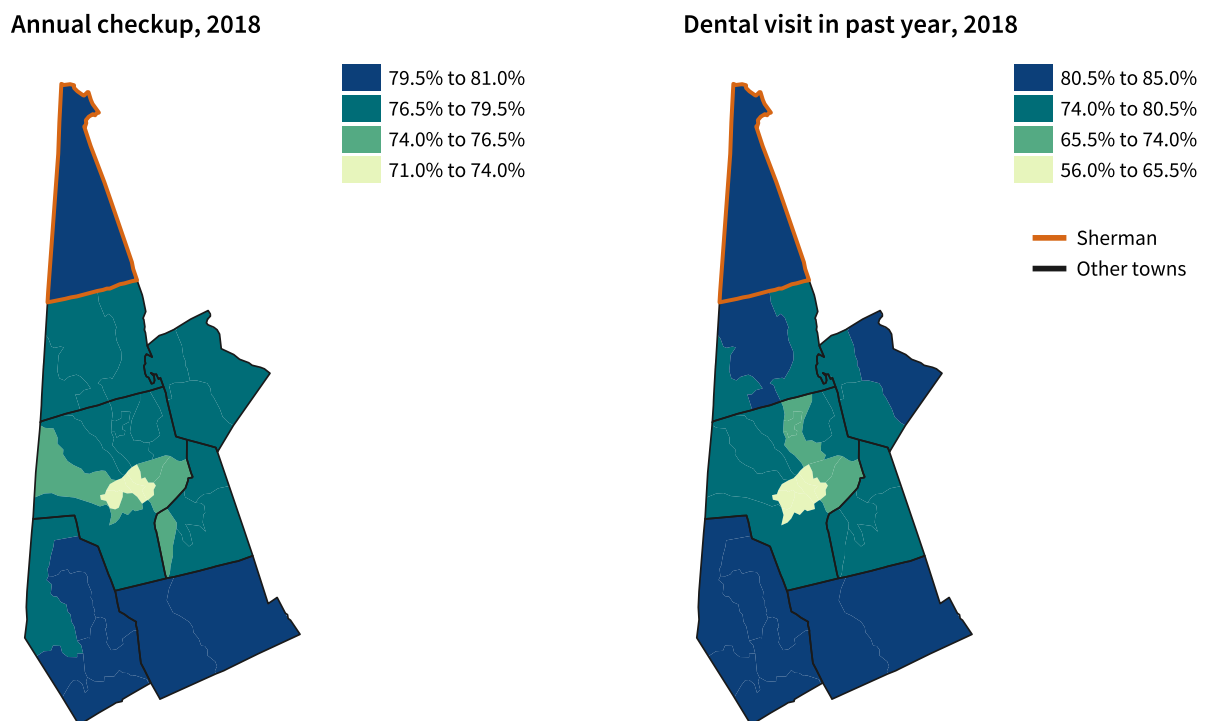 Annual checkup, 2018
79.5% to 81.0%
76.5% to 79.5%
74.0% to 76.5%
71.0% to 74.0%
Dental visit in past year, 2018
80.5% to 85.0%
74.0% to 80.5%
65.5% to 74.0%
56.0% to 65.5%
Sherman
Other towns